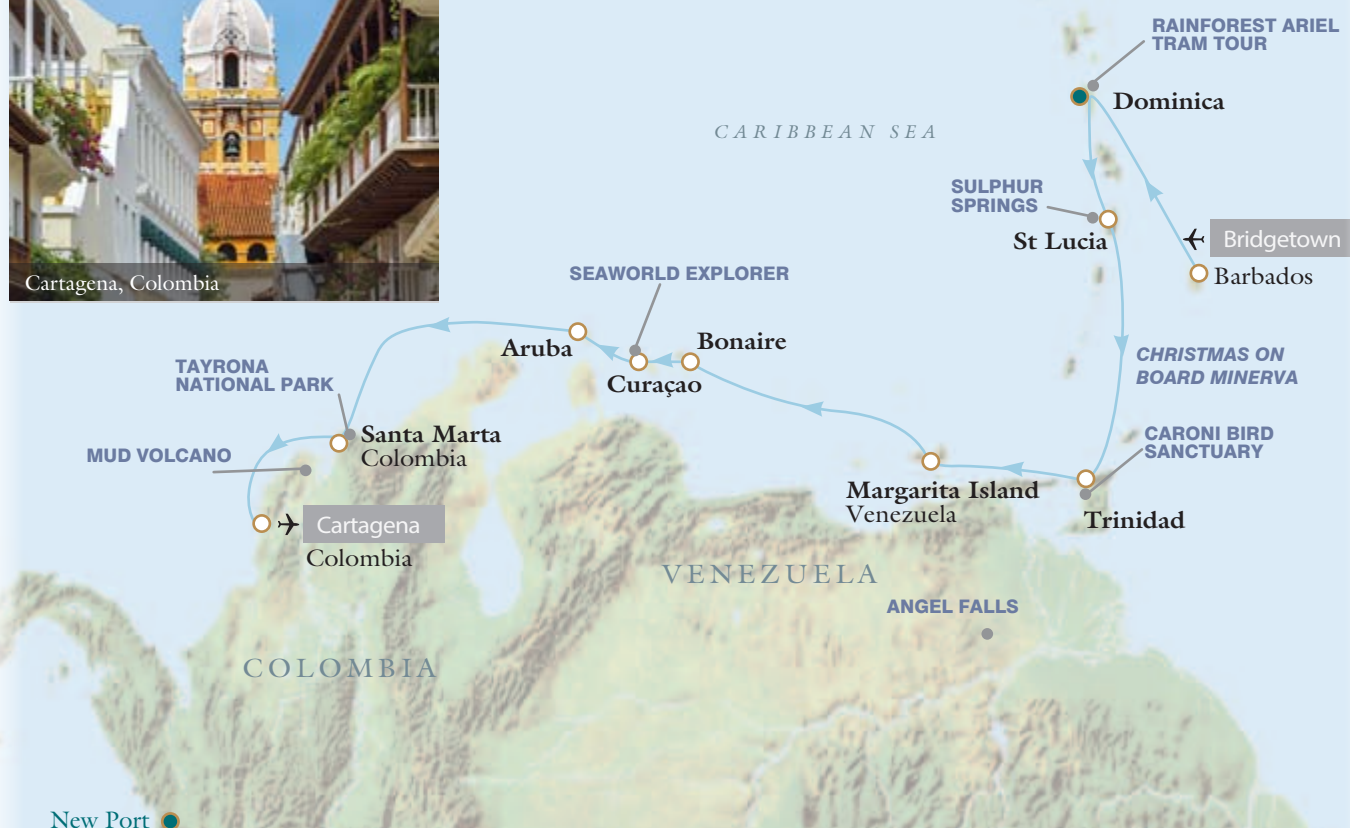 Cartagena, Colombia
RAINFOREST ARIEL
TRAM TOUR
Dominica
CARIBBEAN SEA
SULPHUR
SPRINGS
St Lucia
Bridgetown
Barbados
SEAWORLD EXPLORER
Aruba
Bonaire
Curaçao
CHRISTMAS ON
BOARD MINERVA
TAYRONA
NATIONAL PARK
Santa Marta
Colombia
MUD VOLCANO
CARONI BIRD
SANCTUARY
Margarita Island
Venezuela
Trinidad
Cartagena
Colombia
VENEZUELA
ANGEL FALLS
COLOMBIA
New Port